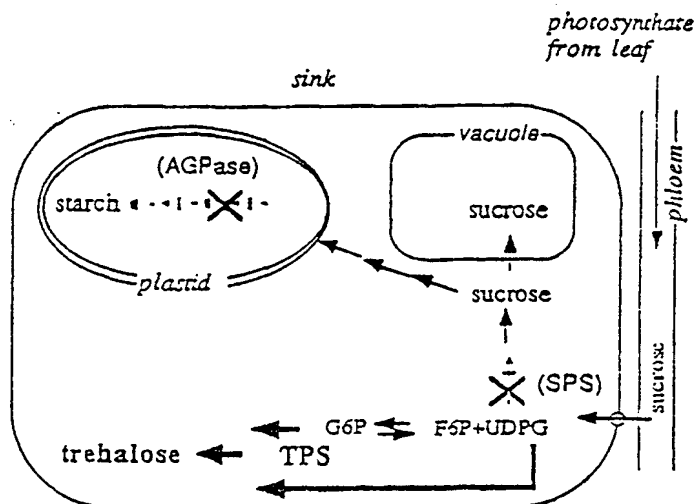 photosynthate
from leaf
sink
vacuole
(AGPase)
starch
sucrose
phloem
plastid
sucrose
sucrose
(SPS)
G6P
F6P+UDPG
trehalose
TPS